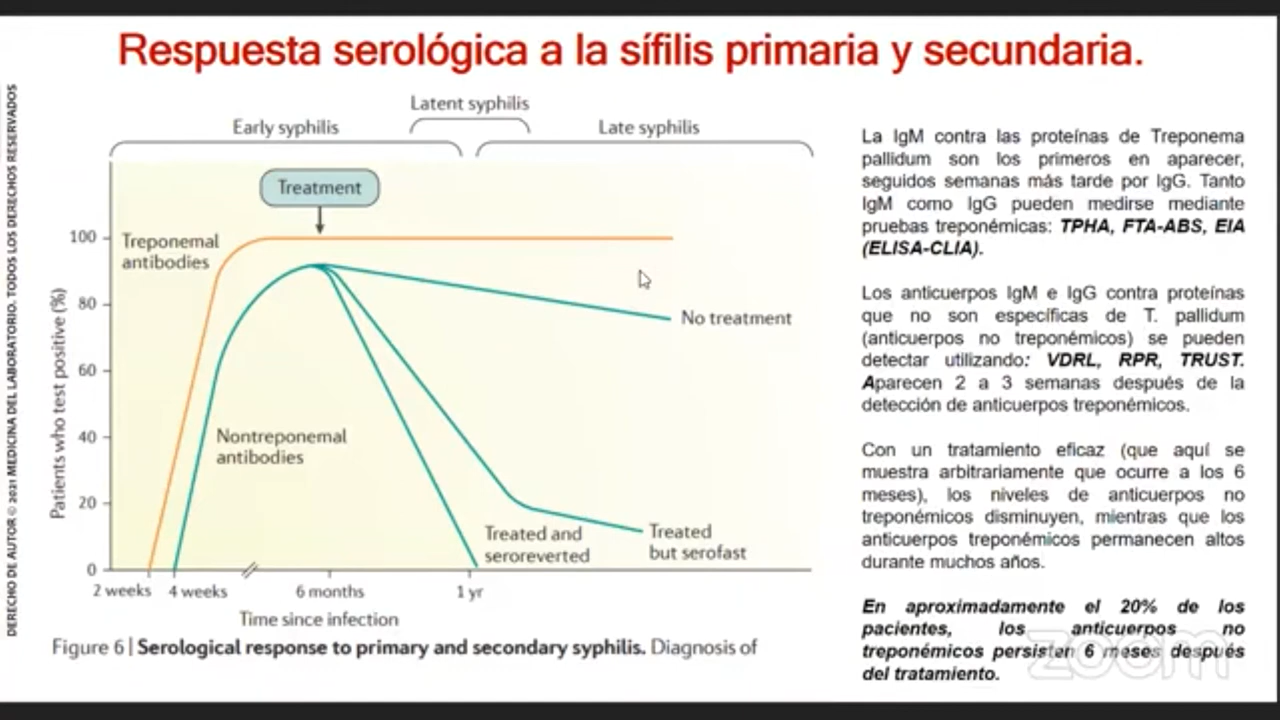 Respuesta serológica a la sífilis primaria y secundaria.
DERECHO DE AUTOR © 2021 MEDICINA DEL LABORATORIO. TODOS LOS DERECHOS RESERVADOS
Latent syphilis
Early syphilis
Late syphilis
Treatment
Treponemal
antibodies
No treatment
Nontreponemal
antibodies
Treated and
seroreverted
Treated
but serofast
Patients who test positive (%)
100
80
60
40
20
0
2 weeks
4 weeks
6 months
1 yr
Time since infection
Figure 6 | Serological response to primary and secondary syphilis. Diagnosis of
La IgM contra las proteínas de Treponema
pallidum son los primeros en aparecer,
seguidos semanas más tarde por IgG. Tanto
IgM como IgG pueden medirse mediante
pruebas treponémicas: TPHA, FTA-ABS, EIA
(ELISA-CLIA).
Los anticuerpos IgM e IgG contra proteínas
que no son específicas de T. pallidum
(anticuerpos no treponémicos) se pueden
detectar utilizando: VDRL, RPR, TRUST.
Aparecen 2 a 3 semanas después de la
detección de anticuerpos treponémicos.
Con un tratamiento eficaz (que aquí se
muestra arbitrariamente que ocurre a los 6
meses), los niveles de anticuerpos no
treponémicos disminuyen, mientras que los
anticuerpos treponémicos permanecen altos
durante muchos años.
En aproximadamente el 20% de los
pacientes, los anticuerpos no
treponémicos persisten 6 meses después
del tratamiento.
zoom